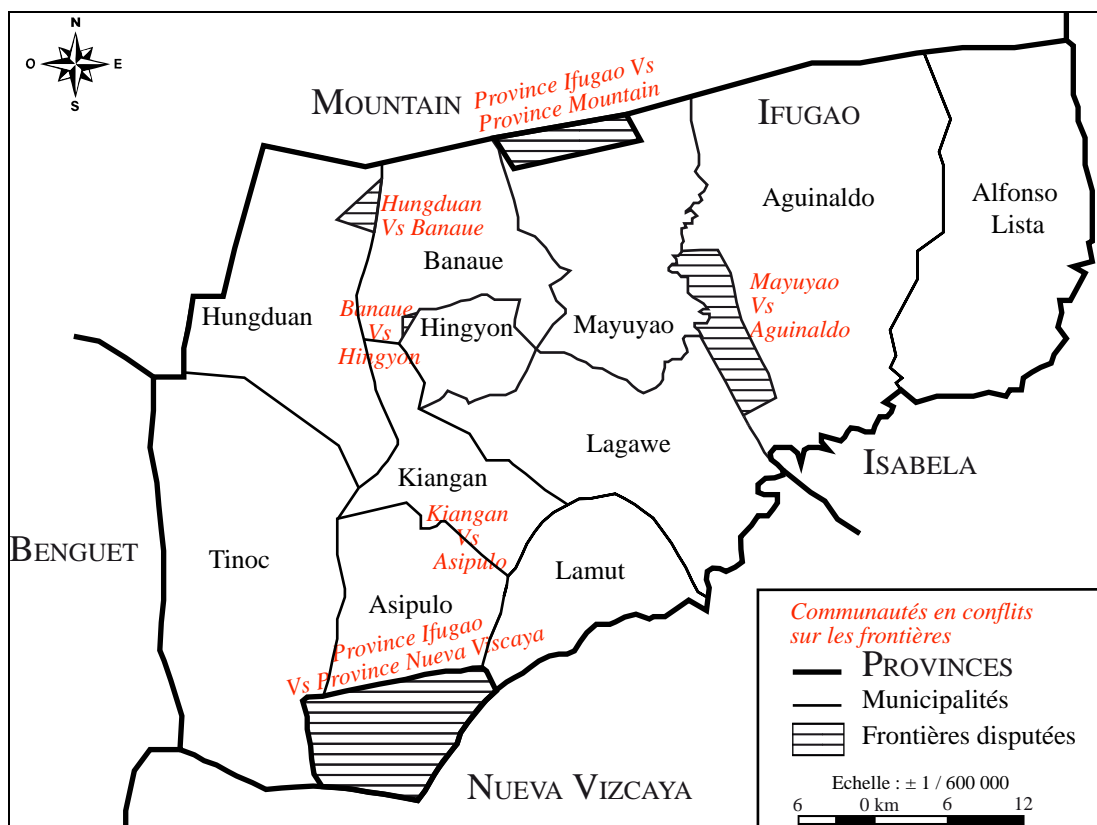 N
O
E
S
MOUNTAIN
Province Ifugao Vs
Province Mountain
IFUGAO
Aguinaldo
Alfonso
Lista
Hungduan
Vs Banaue
Banaue
Hungduan
Banaue
Vs
Hingyon
Hingyon
Mayuyao
Mayuyao
Vs
Aguinaldo
Lagawe
ISABELA
Kiangan
Kiangan
Vs
Asipulo
BENGUET
Tinoc
Lamut
Asipulo
Province Ifugao
Vs Province Nueva Viscaya
NUEVA VIZCAYA
Communautés en conflits
sur les frontières
PROVINCES
Municipalités
Frontières disputées
Echelle : ± 1 / 600 000
6 0 km 6 12